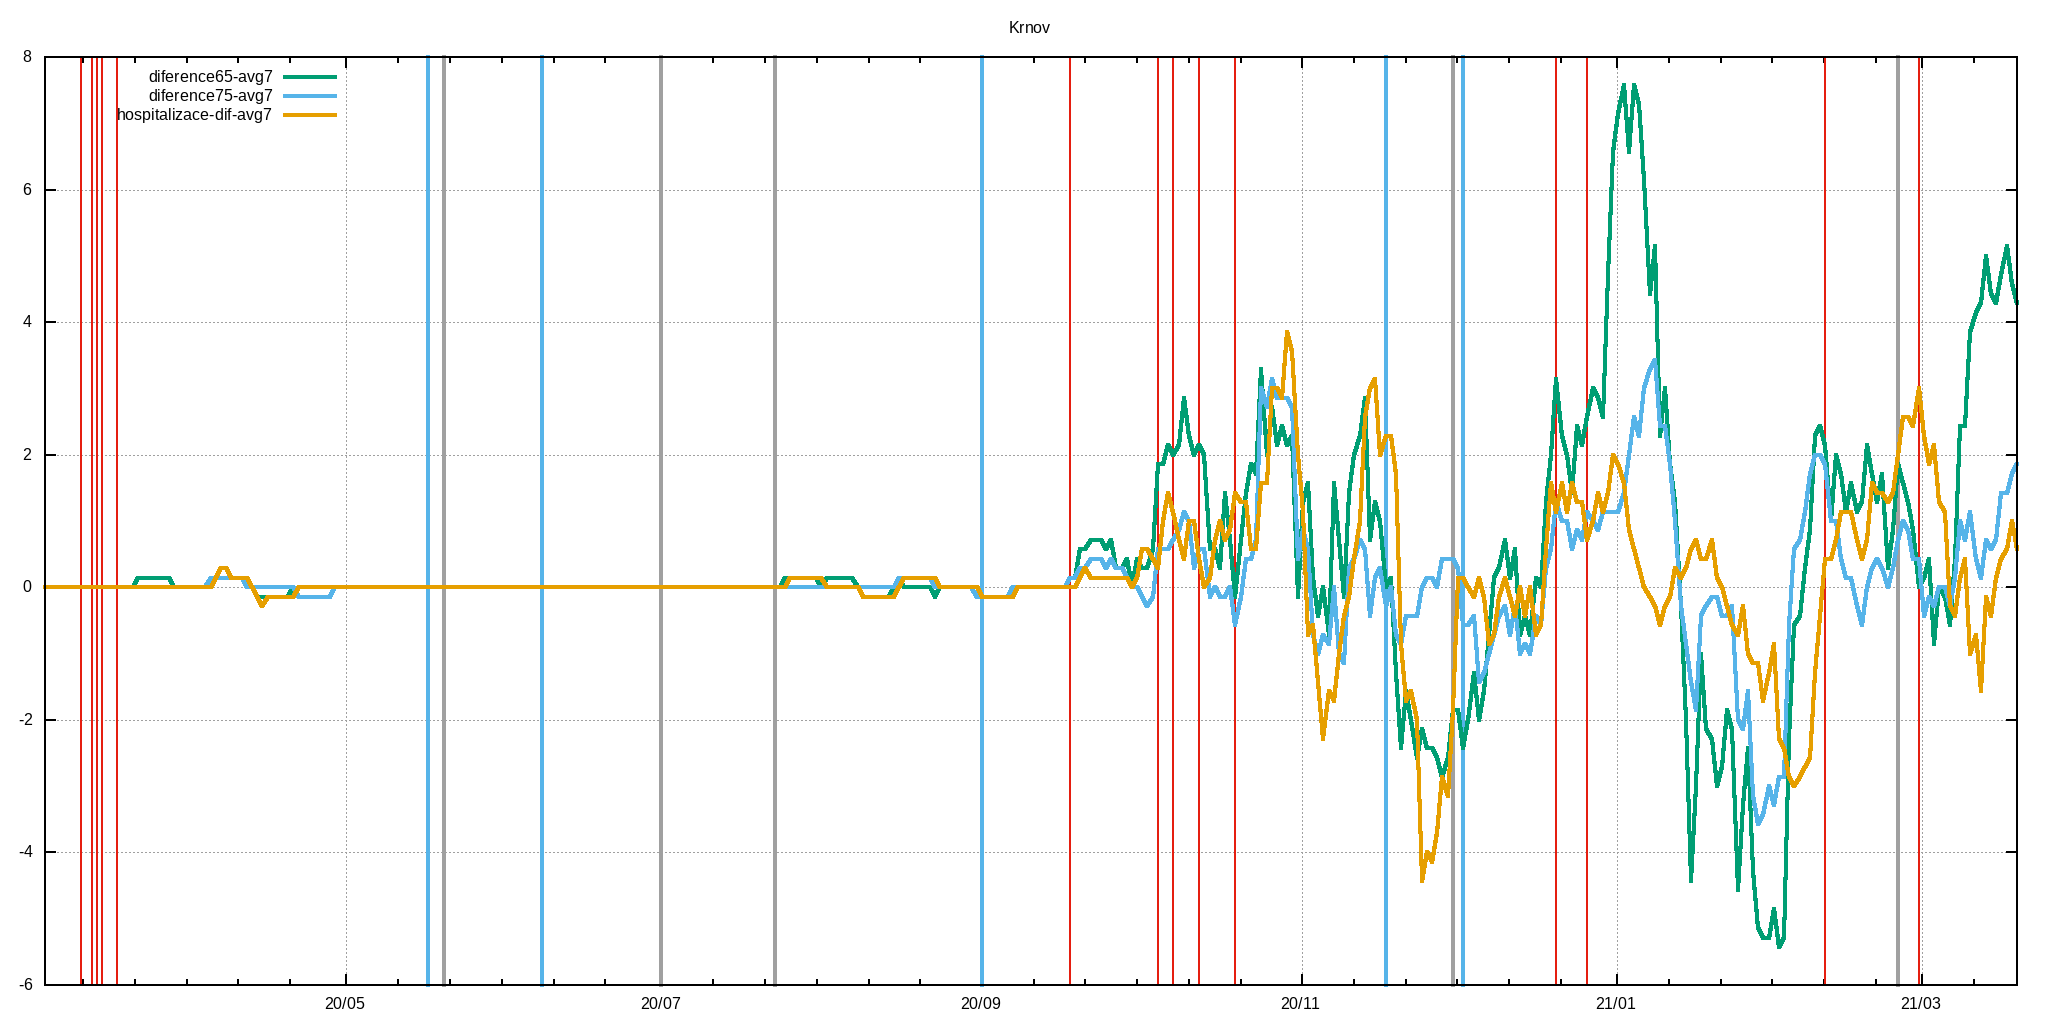 Krnov
8
diference65-avg7
diference75-avg7
hospitalizace-dif-avg7
6
4
2
0
-2
-4
-6
20/05 20/07 20/09 20/11 21/01 21/03